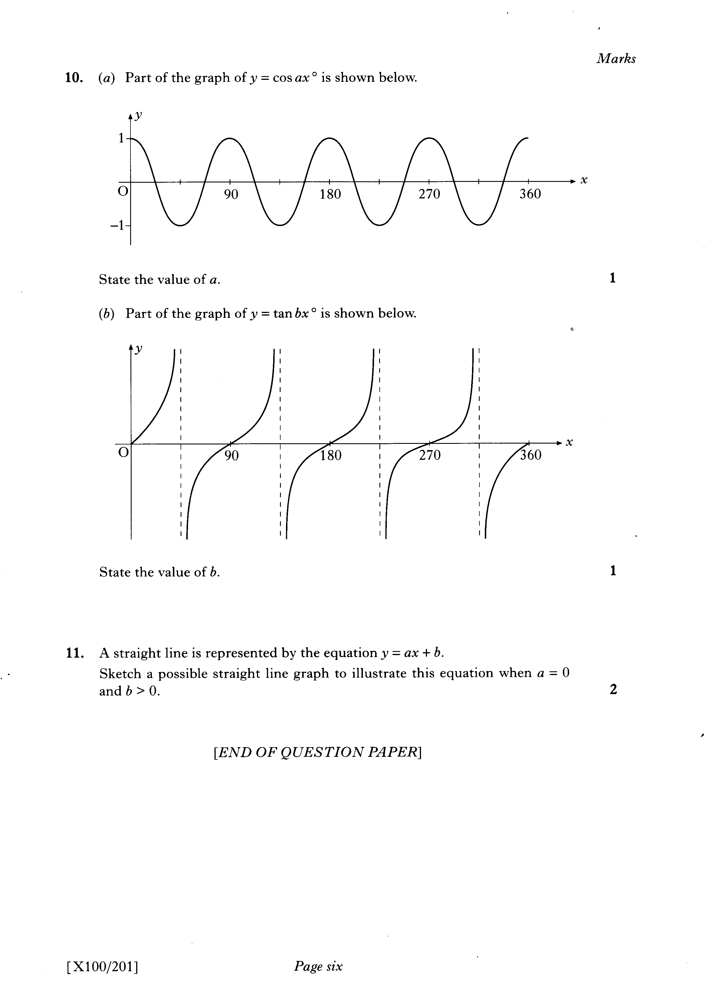 Marks
10. (a) Part of the graph of y = cos ax° is shown below.
y
1
O 90 180 270 360 x
–1
State the value of a. 1
(b) Part of the graph of y = tan bx° is shown below.
y
O 90 180 270 360 x
State the value of b. 1
11. A straight line is represented by the equation y = ax + b.
Sketch a possible straight line graph to illustrate this equation when a = 0
and b > 0. 2
[END OF QUESTION PAPER]
[X100/201] Page six